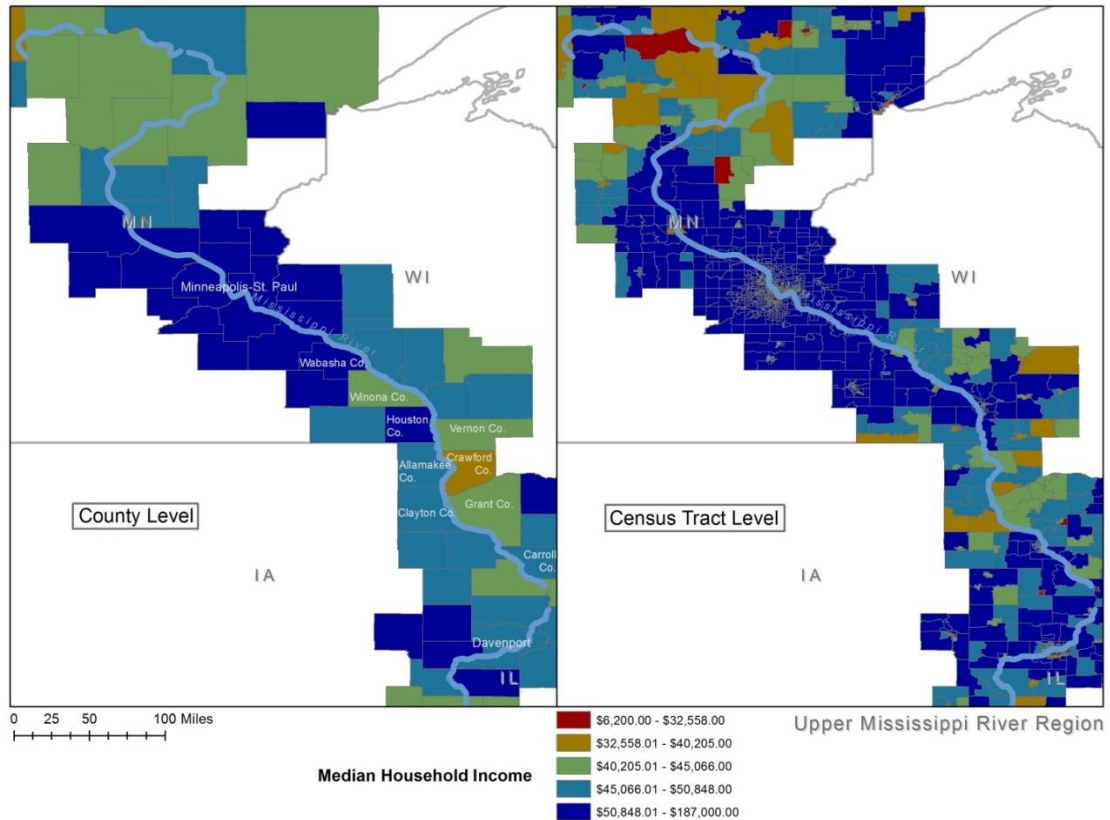 MN
WI
Minneapolis-St. Paul
Mississippi River
Wabasha Co.
Winona Co.
Houston
Co.
Vernon Co.
Allamakee
Co.
Crawford
Co.
Clayton Co.
Grant Co.
County Level
Carroll
Co.
IA
Davenport
IL
MN
WI
Mississippi River
Census Tract Level
IA
IL
0 25 50 100 Miles
Upper Mississippi River Region
Median Household Income
$6,200.00 - $32,558.00
$32,558.01 - $40,205.00
$40,205.01 - $45,066.00
$45,066.01 - $50,848.00
$50,848.01 - $187,000.00